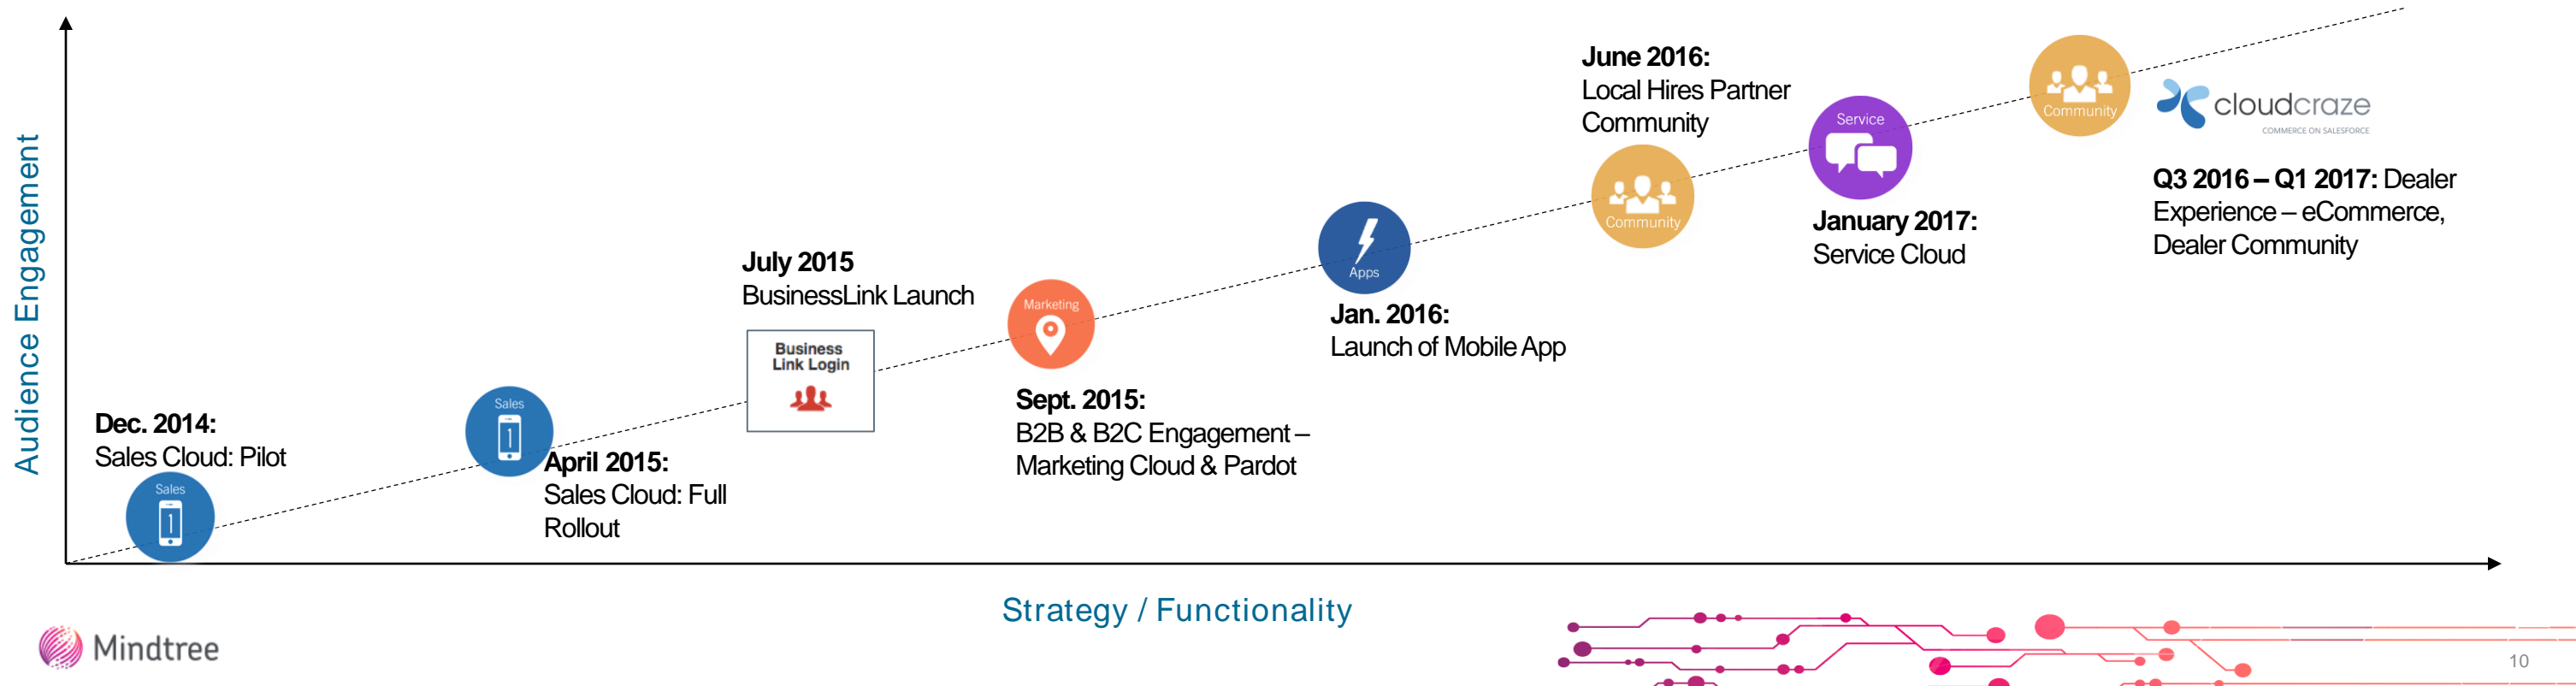 Audience Engagement
Dec. 2014:
Sales Cloud: Pilot
Sales
1
Sales
1
April 2015:
Sales Cloud: Full
Rollout
July 2015
BusinessLink Launch
Business
Link Login
Marketing
Sept. 2015:
B2B & B2C Engagement –
Marketing Cloud & Pardot
Apps
Jan. 2016:
Launch of Mobile App
June 2016:
Local Hires Partner
Community
Community
Service
January 2017:
Service Cloud
Community
cloudcraze
COMMERCE ON SALESFORCE
Q3 2016 – Q1 2017: Dealer
Experience – eCommerce,
Dealer Community
Strategy / Functionality
Mindtree
10